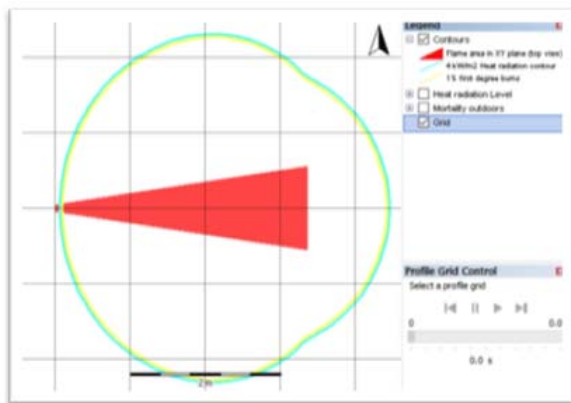 Legend
Contours
Flame area in XY plane (top view)
4 kW/m2 Heat radiation contour
1% first degree burns
Heat radiation Level
Mortality outdoors
Grid
Profile Grid Control
Select a profile grid
0 0.0
0.0 s
2 m